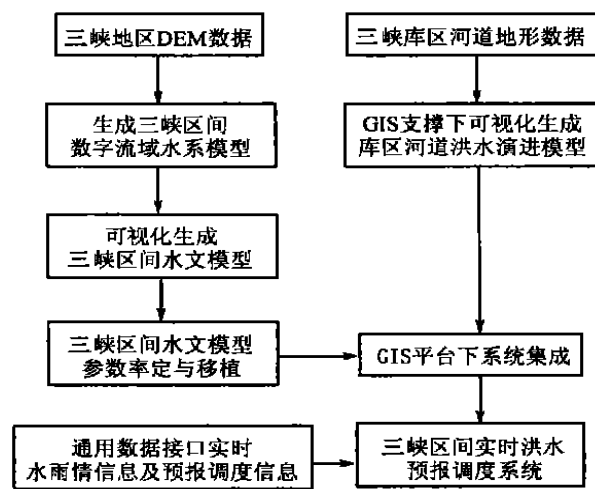 三峡地区DEM数据
三峡库区河道地形数据
生成三峡区间
数字流域水系模型
GIS支撑下可视化生成
库区河道洪水演进模型
可视化生成
三峡区间水文模型
三峡区间水文模型
参数率定与移植
GIS平台下系统集成
通用数据接口实时
水雨情信息及预报调度信息
三峡区间实时洪水
预报调度系统